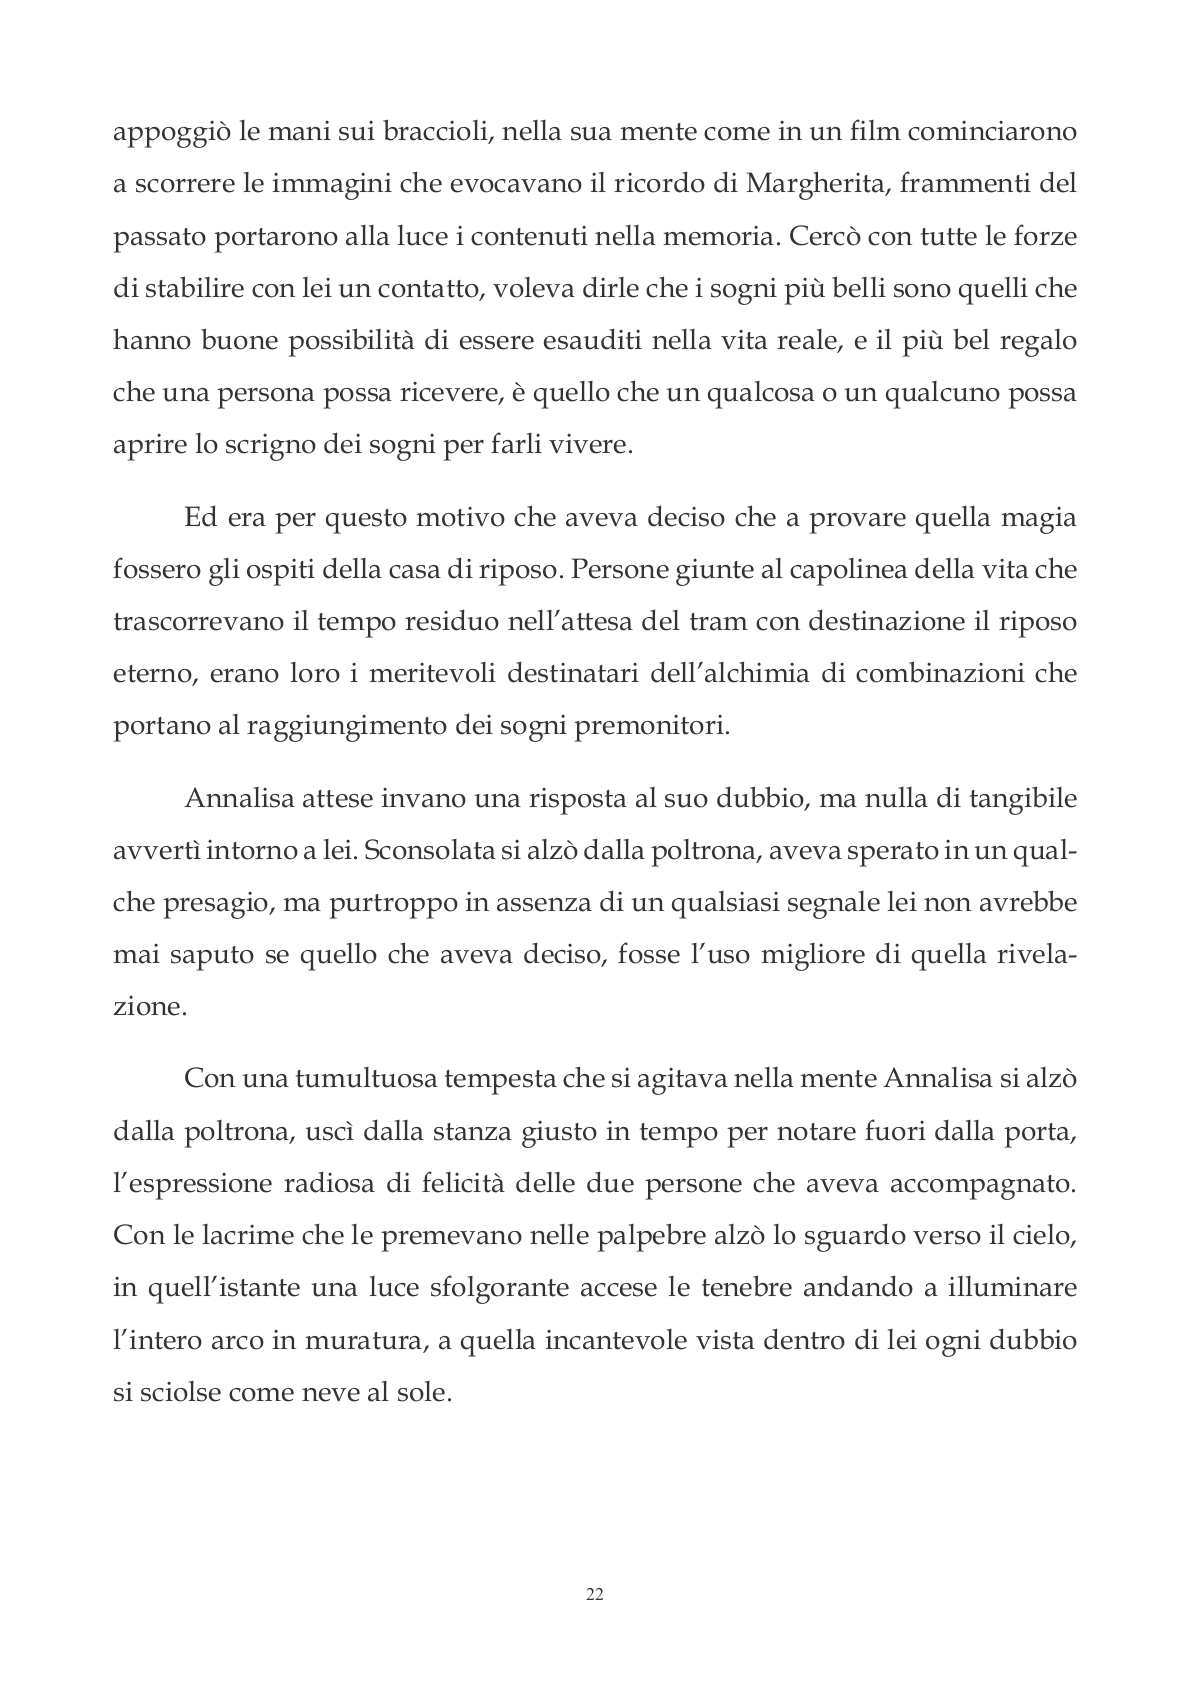 appoggiò le mani sui braccioli, nella sua mente come in un film cominciarono
a scorrere le immagini che evocavano il ricordo di Margherita, frammenti del
passato portarono alla luce i contenuti nella memoria. Cercò con tutte le forze
di stabilire con lei un contatto, voleva dirle che i sogni più belli sono quelli che
hanno buone possibilità di essere esauditi nella vita reale, e il più bel regalo
che una persona possa ricevere, è quello che un qualcosa o un qualcuno possa
aprire lo scrigno dei sogni per farli vivere.
Ed era per questo motivo che aveva deciso che a provare quella magia
fossero gli ospiti della casa di riposo. Persone giunte al capolinea della vita che
trascorrevano il tempo residuo nell’attesa del tram con destinazione il riposo
eterno, erano loro i meritevoli destinatari dell’alchimia di combinazioni che
portano al raggiungimento dei sogni premonitori.
Annalisa attese invano una risposta al suo dubbio, ma nulla di tangibile
avvertì intorno a lei. Sconsolata si alzò dalla poltrona, aveva sperato in un qual-
che presagio, ma purtroppo in assenza di un qualsiasi segnale lei non avrebbe
mai saputo se quello che aveva deciso, fosse l’uso migliore di quella rivela-
zione.
Con una tumultuosa tempesta che si agitava nella mente Annalisa si alzò
dalla poltrona, uscì dalla stanza giusto in tempo per notare fuori dalla porta,
l’espressione radiosa di felicità delle due persone che aveva accompagnato.
Con le lacrime che le premevano nelle palpebre alzò lo sguardo verso il cielo,
in quell’istante una luce sfolgorante accese le tenebre andando a illuminare
l’intero arco in muratura, a quella incantevole vista dentro di lei ogni dubbio
si sciolse come neve al sole.
22